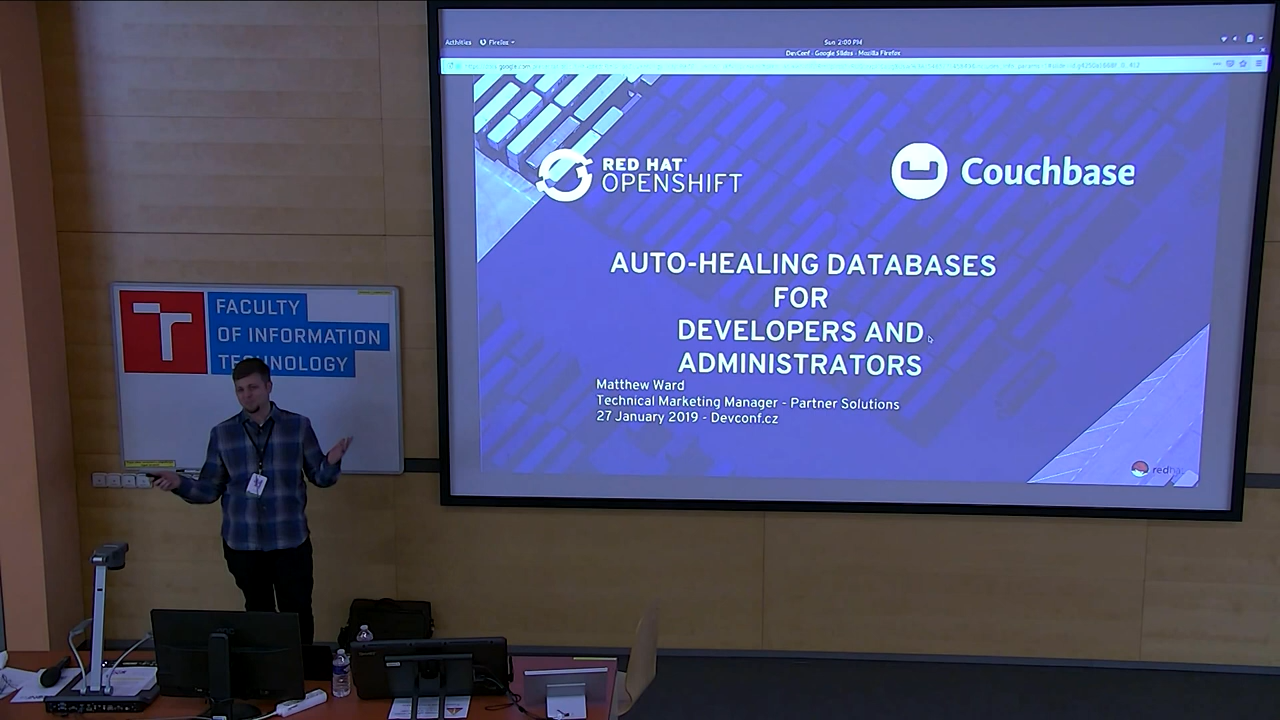 Activities
Firefox
Sun 2:00 PM
DevConf - Google Slides - Mozilla Firefox
RED HAT
OPENSHIFT
Couchbase
AUTO-HEALING DATABASES
FOR
DEVELOPERS AND
ADMINISTRATORS
Matthew Ward
Technical Marketing Manager - Partner Solutions
27 January 2019 - Devconf.cz
redhat
FACULTY
OF INFORMATION
TECHNOLOGY